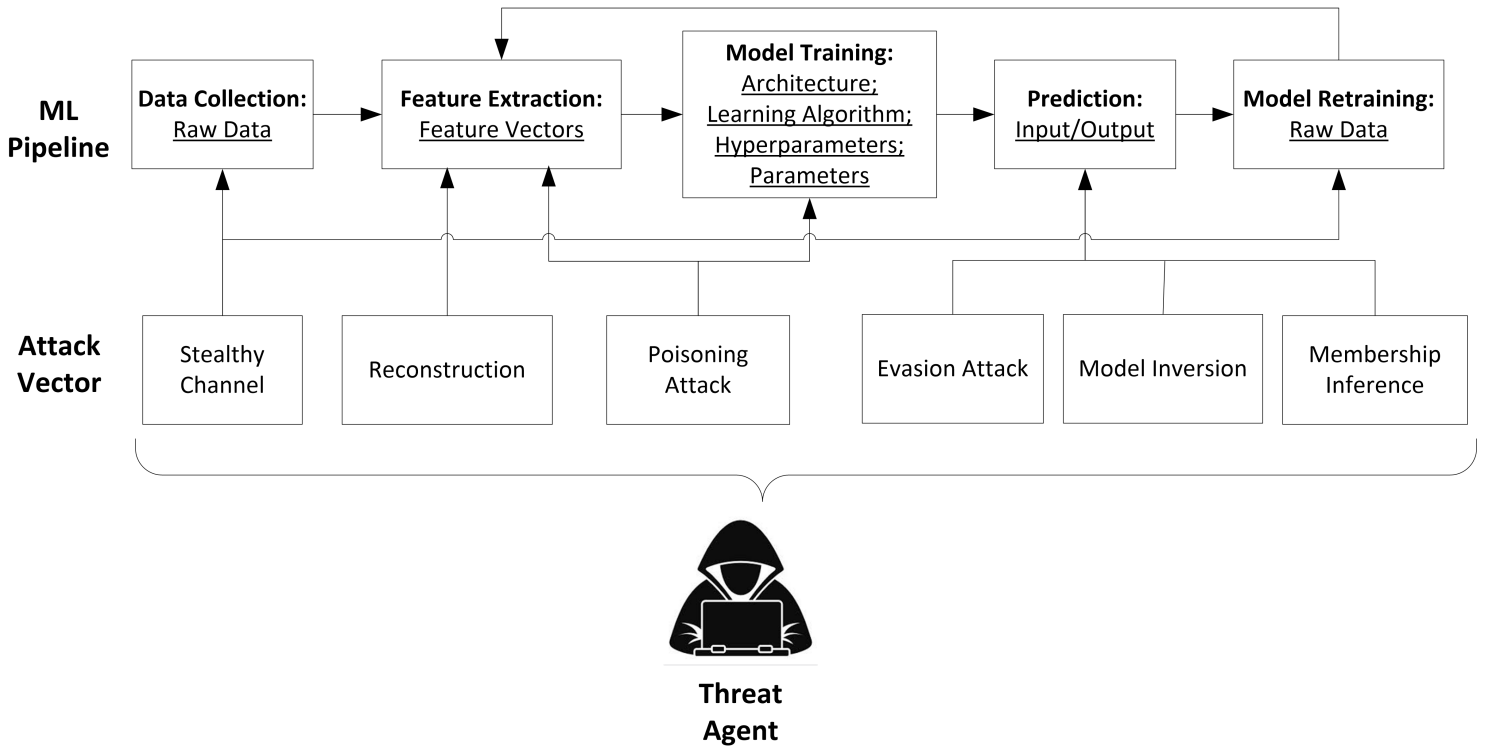 ML
Pipeline
Data Collection:
Raw Data
Feature Extraction:
Feature Vectors
Model Training:
Architecture;
Learning Algorithm;
Hyperparameters;
Parameters
Prediction:
Input/Output
Model Retraining:
Raw Data
Attack
Vector
Stealthy
Channel
Reconstruction
Poisoning
Attack
Evasion Attack
Model Inversion
Membership
Inference
Threat
Agent